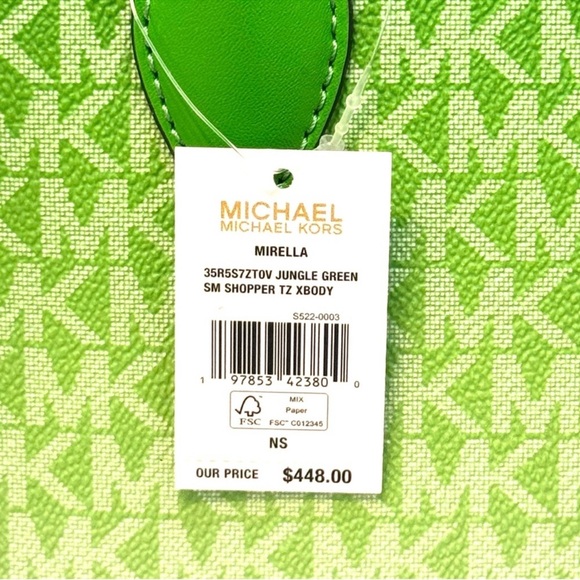 MICHAEL
MICHAEL KORS
MIRELLA
35R5S7ZT0V JUNGLE GREEN
SM SHOPPER TZ XBODY
S522-0003
1 97853 42380 0
FSC
MIX
Paper
FSC™ C012345
NS
OUR PRICE $448.00